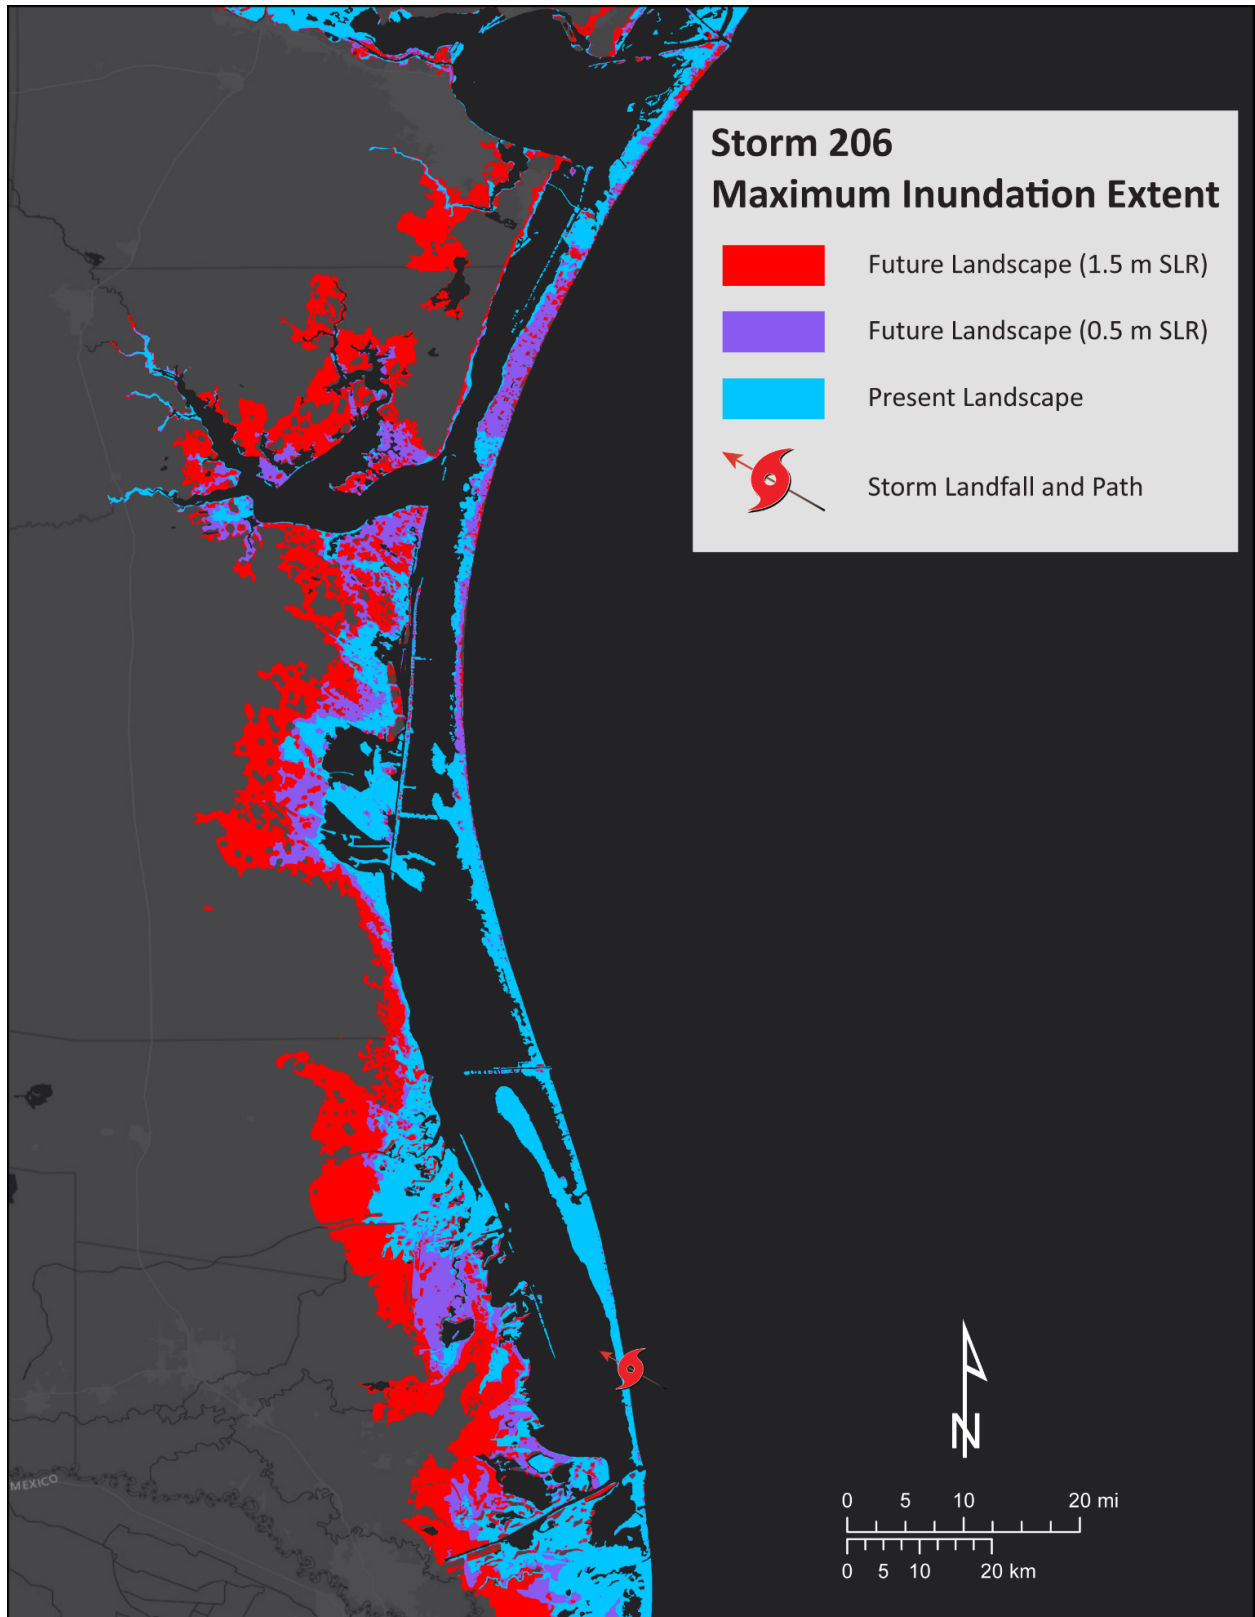 Storm 206
Maximum Inundation Extent
Future Landscape (1.5 m SLR)
Future Landscape (0.5 m SLR)
Present Landscape
Storm Landfall and Path
N
MEXICO
0 5 10 20 mi
0 5 10 20 km